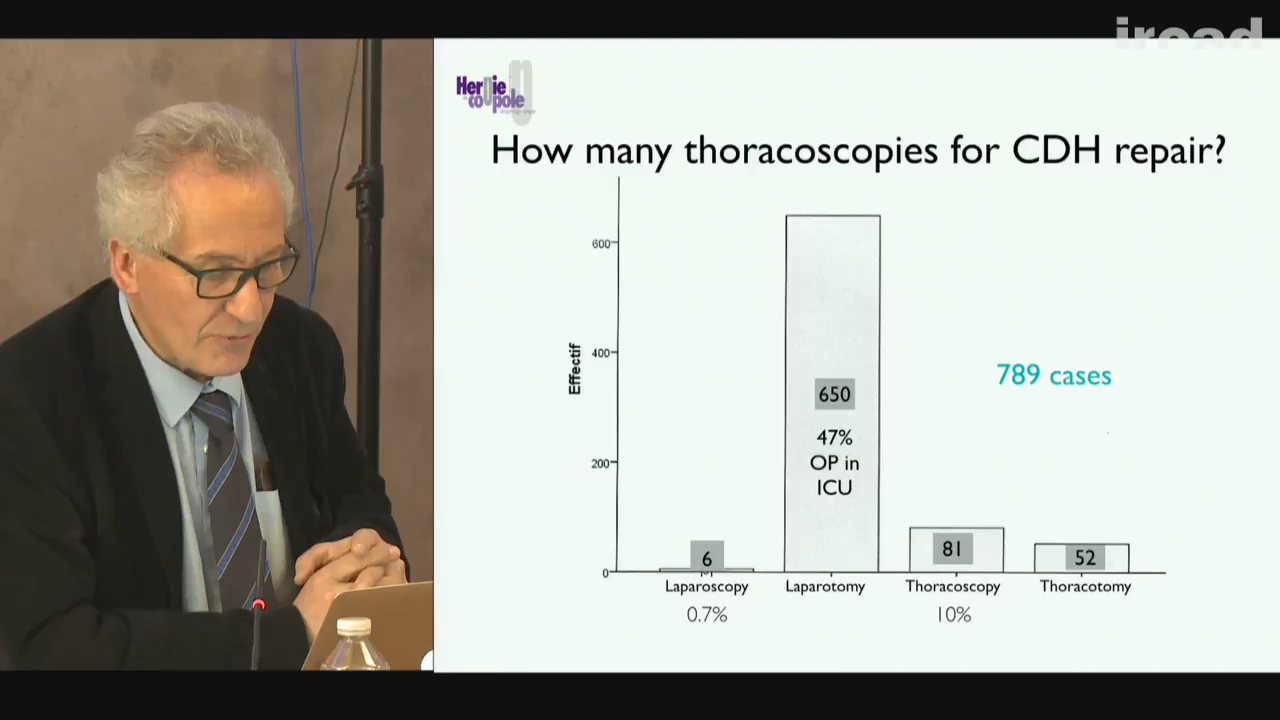 Hernie
coupole
How many thoracoscopies for CDH repair?
Effectif
600
400
200
0
789 cases
650
47%
OP in
ICU
6
81
52
Laparoscopy
Laparotomy
Thoracoscopy
Thoracotomy
0.7%
10%